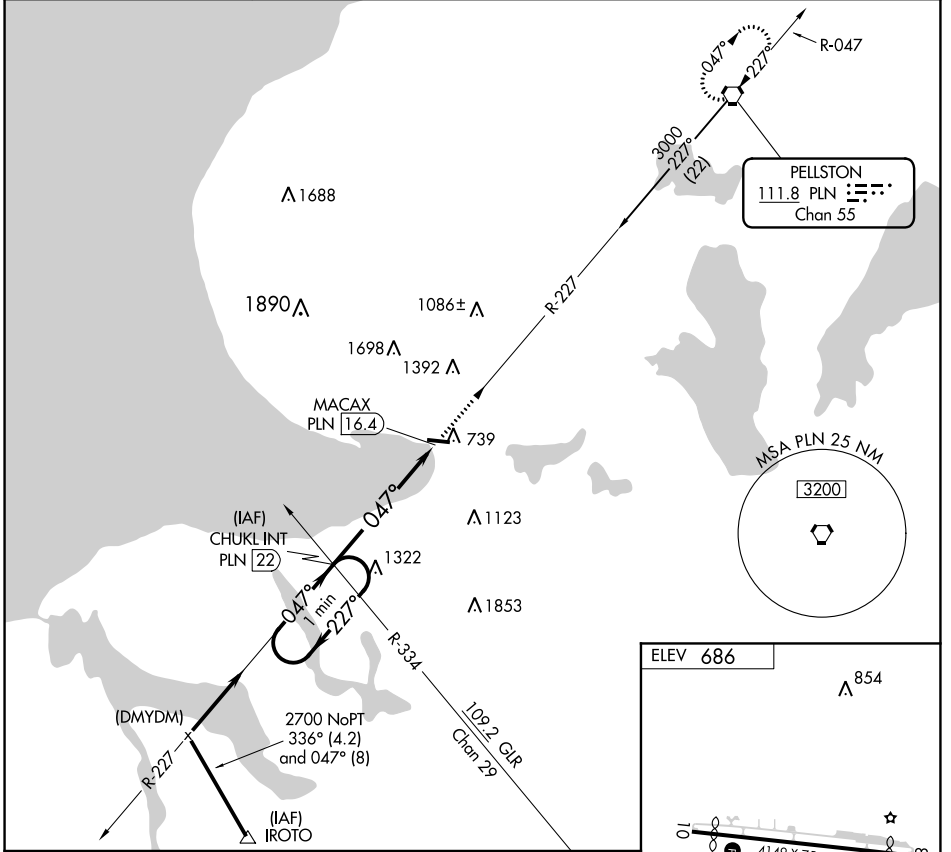 R-047
047°
227°
3000
227°
(22)
PELLSTON
111.8 PLN
Chan 55
1688
R-227
1890
1086±
1698
1392
MACAX
PLN 16.4
739
MSA PLN 25 NM
3200
047°
1123
(IAF)
CHUKL INT
PLN 22
1322
047°
1 min
227°
1853
R-334
ELEV 686
854
(DMYDM)
2700 NoPT
336° (4.2)
and 047° (8)
109.2 GLR
Chan 29
R-227
(IAF)
IROTO
10
P